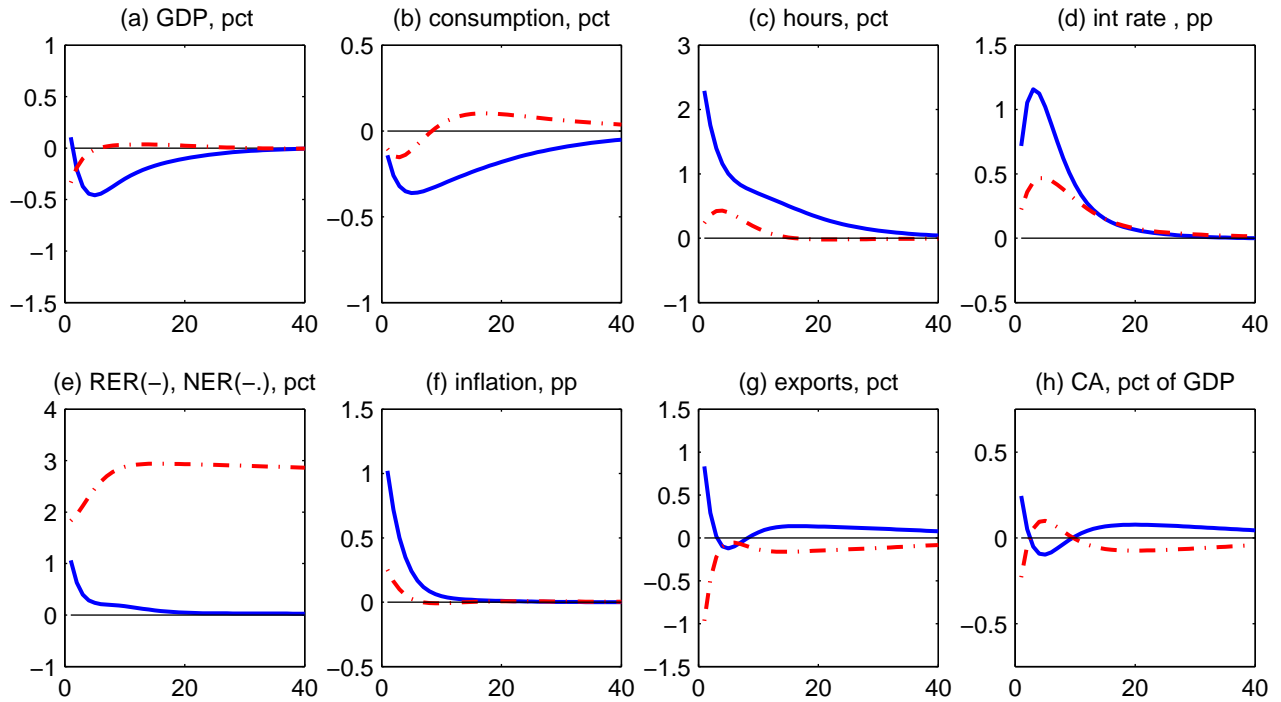 (a) GDP, pct
(b) consumption, pct
(c) hours, pct
(d) int rate , pp
1
0.5
0
−0.5
−1
−1.5
0 20 40
0.5
0
−0.5
−1
0 20 40
3
2
1
0
−1
0 20 40
1.5
1
0.5
0
−0.5
0 20 40
(e) RER(−), NER(−.), pct
(f) inflation, pp
(g) exports, pct
(h) CA, pct of GDP
4
3
2
1
0
−1
0 20 40
1.5
1
0.5
0
−0.5
0 20 40
1.5
1
0.5
0
−0.5
−1
−1.5
0 20 40
0.5
0
−0.5
0 20 40